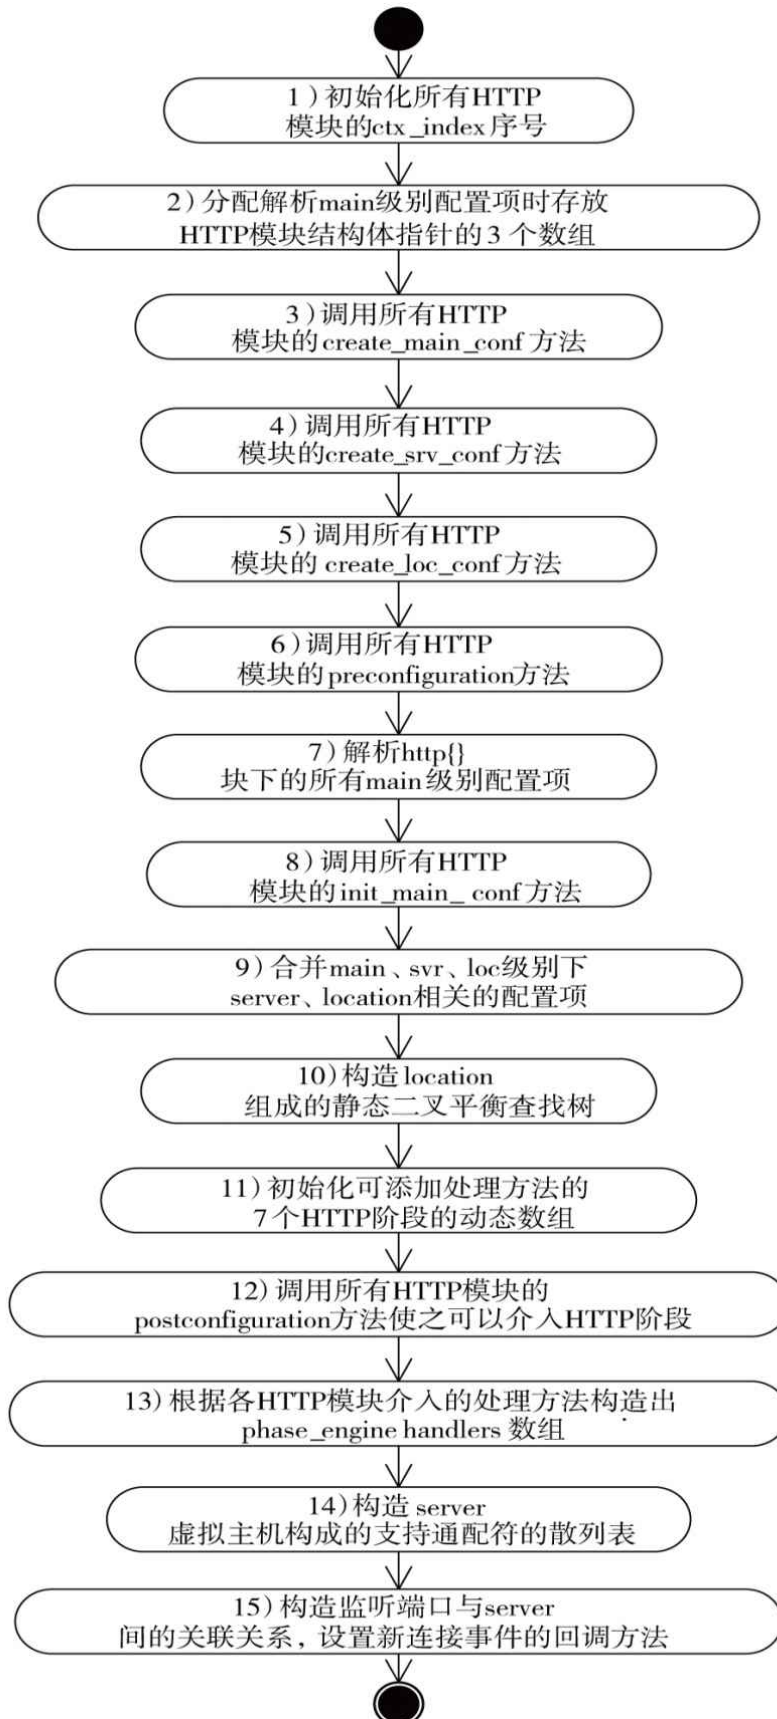 1）初始化所有HTTP
模块的ctx_index序号
2）分配解析main级别配置项时存放
HTTP模块结构体指针的3个数组
3）调用所有HTTP
模块的create_main_conf方法
4）调用所有HTTP
模块的create_srv_conf方法
5）调用所有HTTP
模块的create_loc_conf方法
6）调用所有HTTP
模块的preconfiguration方法
7）解析http{}
块下的所有main级别配置项
8）调用所有HTTP
模块的init_main_ conf方法
9）合并main、svr、loc级别下
server、location相关的配置项
10）构造location
组成的静态二叉平衡查找树
11）初始化可添加处理方法的
7个HTTP阶段的动态数组
12）调用所有HTTP模块的
postconfiguration方法使之可以介入HTTP阶段
13）根据各HTTP模块介入的处理方法构造出
phase_engine handlers 数组
14）构造 server
虚拟主机构成的支持通配符的散列表
15）构造监听端口与server
间的关联关系，设置新连接事件的回调方法